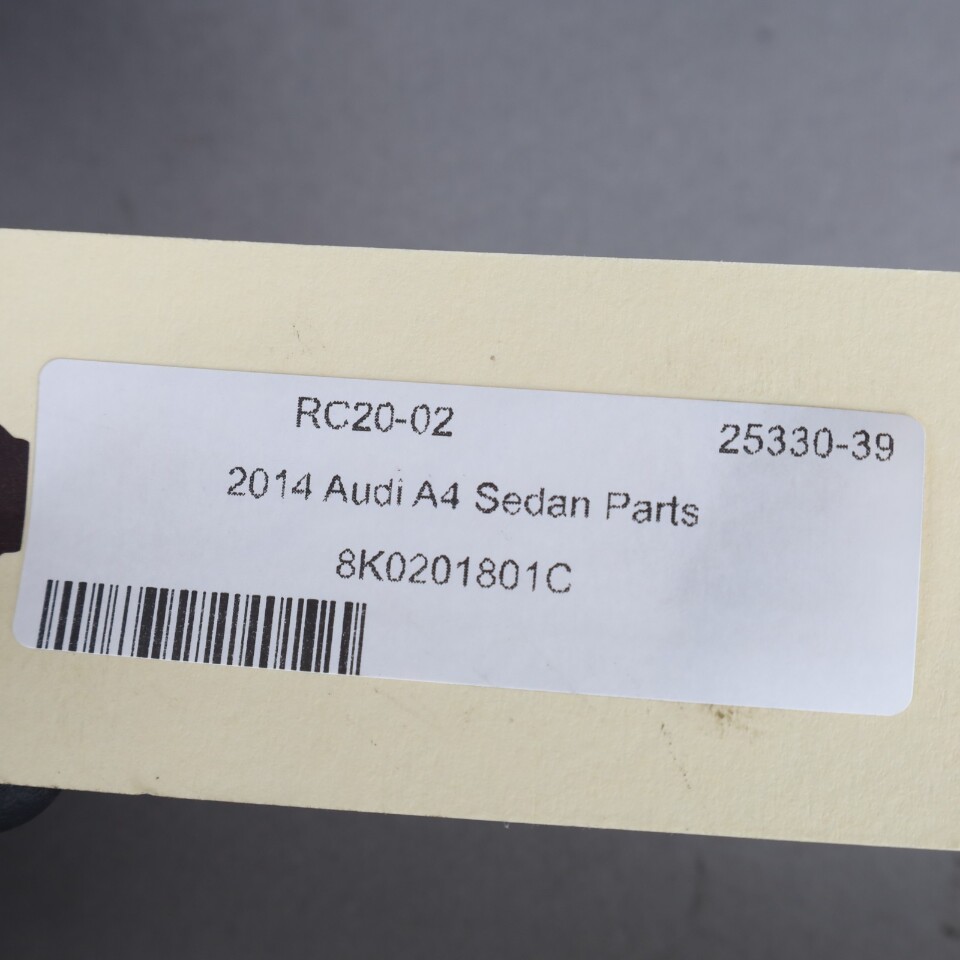 RC20-02 25330-39
2014 Audi A4 Sedan Parts
8K0201801C